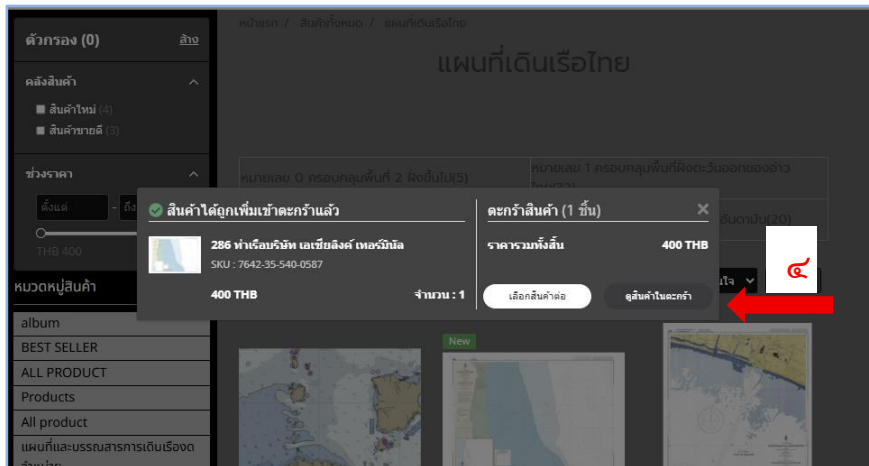 หน้าแรก / สินค้าทั้งหมด / แผนที่เดินเรือไทย
ตัวกรอง (0) ล้าง
แผนที่เดินเรือไทย
คลังสินค้า
สินค้าใหม่ (4)
สินค้าขายดี (3)
ช่วงราคา
ตั้งแต่ - ถึง
THB 400
หมายเลข 0 ครอบคลุมพื้นที่ 2 ฝั่งขึ้นไป(5)
หมายเลข 1 ครอบคลุมพื้นที่ฝั่งตะวันออกของอ่าว
อันดามัน(20)
สินค้าได้ถูกเพิ่มเข้าตะกร้าแล้ว
286 ท่าเรือบริษัท เอเชียลิงค์ เทอร์มินัล
SKU : 7642-35-540-0587
400 THB จำนวน : 1
ตะกร้าสินค้า (1 ชิ้น)
ราคารวมทั้งสิ้น 400 THB
เลือกสินค้าต่อ ดูสินค้าในตะกร้า
๔
หมวดหมู่สินค้า
album
BEST SELLER
ALL PRODUCT
Products
All product
แผนที่และบรรณสารการเดินเรืองด
จำหน่าย
New